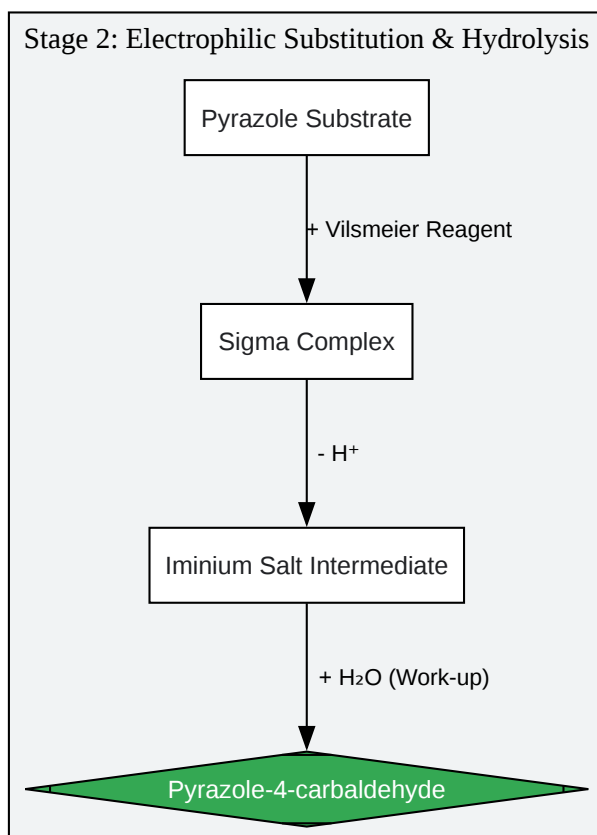 Stage 2: Electrophilic Substitution & Hydrolysis
Pyrazole Substrate
+ Vilsmeier Reagent
Sigma Complex
- H⁺
Iminium Salt Intermediate
+ H₂O (Work-up)
Pyrazole-4-carbaldehyde